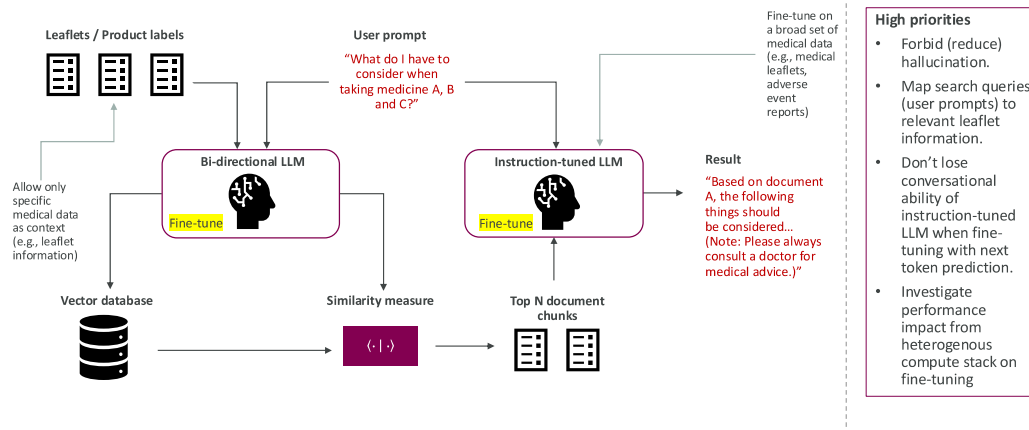 Leaflets / Product labels
User prompt
“What do I have to
consider when
taking medicine A, B
and C?”
Fine-tune on
a broad set of
medical data
(e.g., medical
leaflets,
adverse
event
reports)
Bi-directional LLM
Fine-tune
Instruction-tuned LLM
Fine-tune
Allow only
specific
medical data
as context
(e.g., leaflet
information)
Result
“Based on document
A, the following
things should
be considered…
(Note: Please always
consult a doctor for
medical advice.)”
Vector database
Similarity measure
⟨·|·⟩
Top N document
chunks
High priorities
• Forbid (reduce)
hallucination.
• Map search queries
(user prompts) to
relevant leaflet
information.
• Don’t lose
conversational
ability of
instruction-tuned
LLM when fine-
tuning with next
token prediction.
• Investigate
performance
impact from
heterogenous
compute stack on
fine-tuning